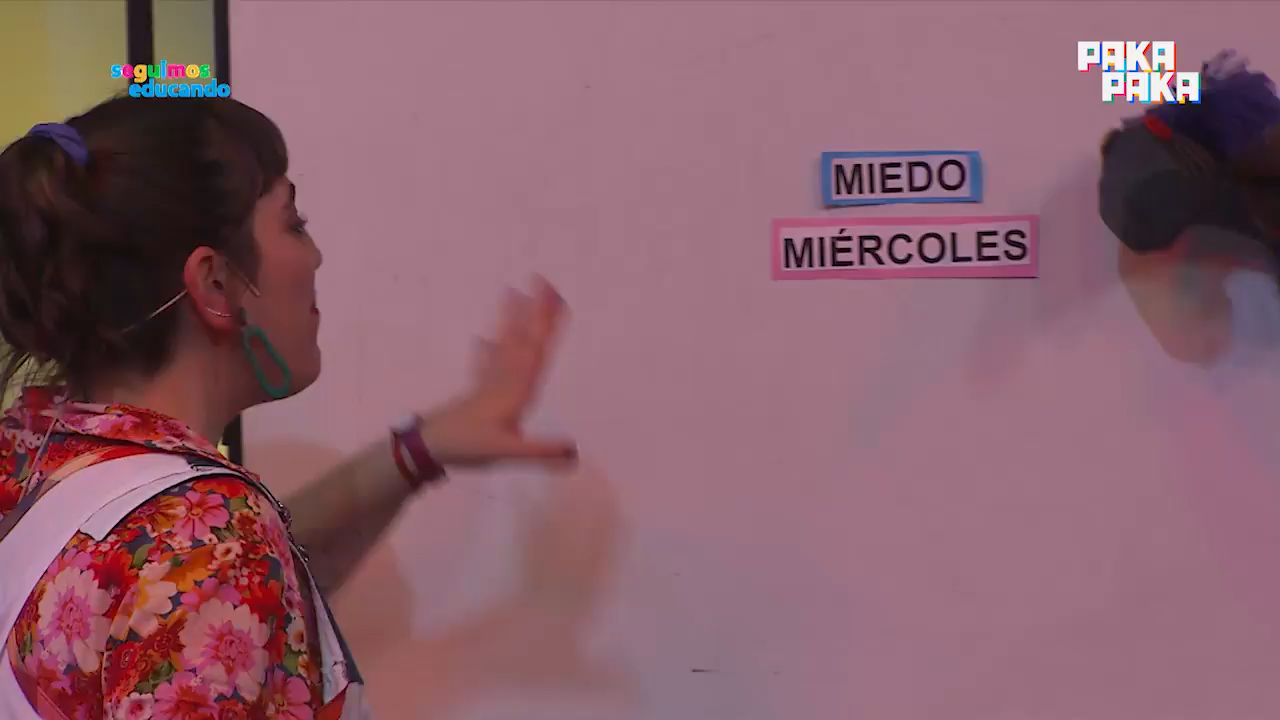 seguimos
educando
PAKA
PAKA
MIEDO
MIÉRCOLES